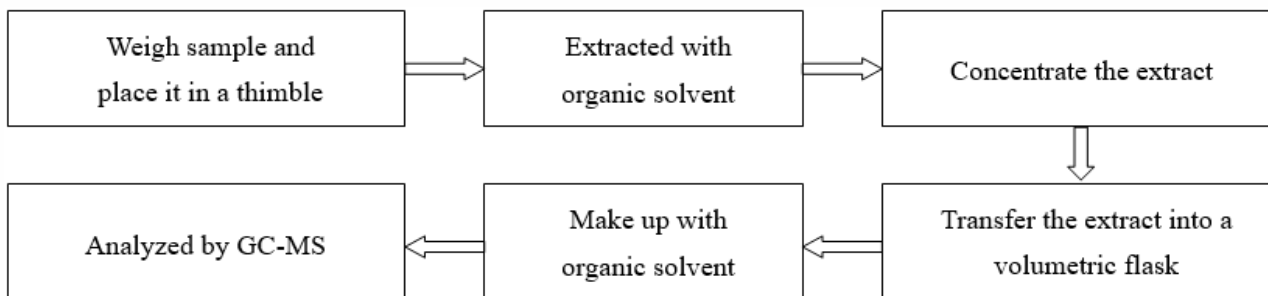 Weigh sample and
place it in a thimble
Extracted with
organic solvent
Concentrate the extract
Transfer the extract into a
volumetric flask
Make up with
organic solvent
Analyzed by GC-MS